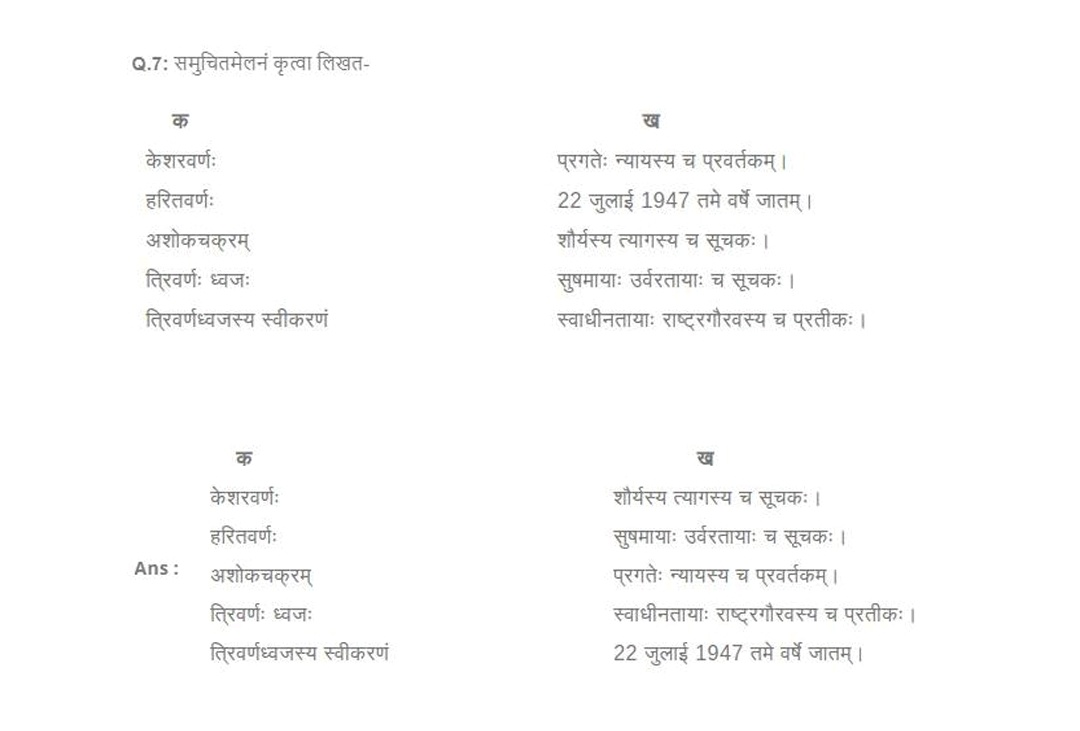 Q.7: समुचितमेलनं कृत्वा लिखत-
क ख
केशरवर्णः प्रगतेः न्यायस्य च प्रवर्तकम्।
हरितवर्णः 22 जुलाई 1947 तमे वर्षे जातम्।
अशोकचक्रम् शौर्यस्य त्यागस्य च सूचकः।
त्रिवर्णः ध्वजः सुषमायाः उर्वरतायाः च सूचकः।
त्रिवर्णध्वजस्य स्वीकरणं स्वाधीनतायाः राष्ट्रगौरवस्य च प्रतीकः।
क ख
केशरवर्णः शौर्यस्य त्यागस्य च सूचकः।
हरितवर्णः सुषमायाः उर्वरतायाः च सूचकः।
Ans : अशोकचक्रम् प्रगतेः न्यायस्य च प्रवर्तकम्।
त्रिवर्णः ध्वजः स्वाधीनतायाः राष्ट्रगौरवस्य च प्रतीकः।
त्रिवर्णध्वजस्य स्वीकरणं 22 जुलाई 1947 तमे वर्षे जातम्।